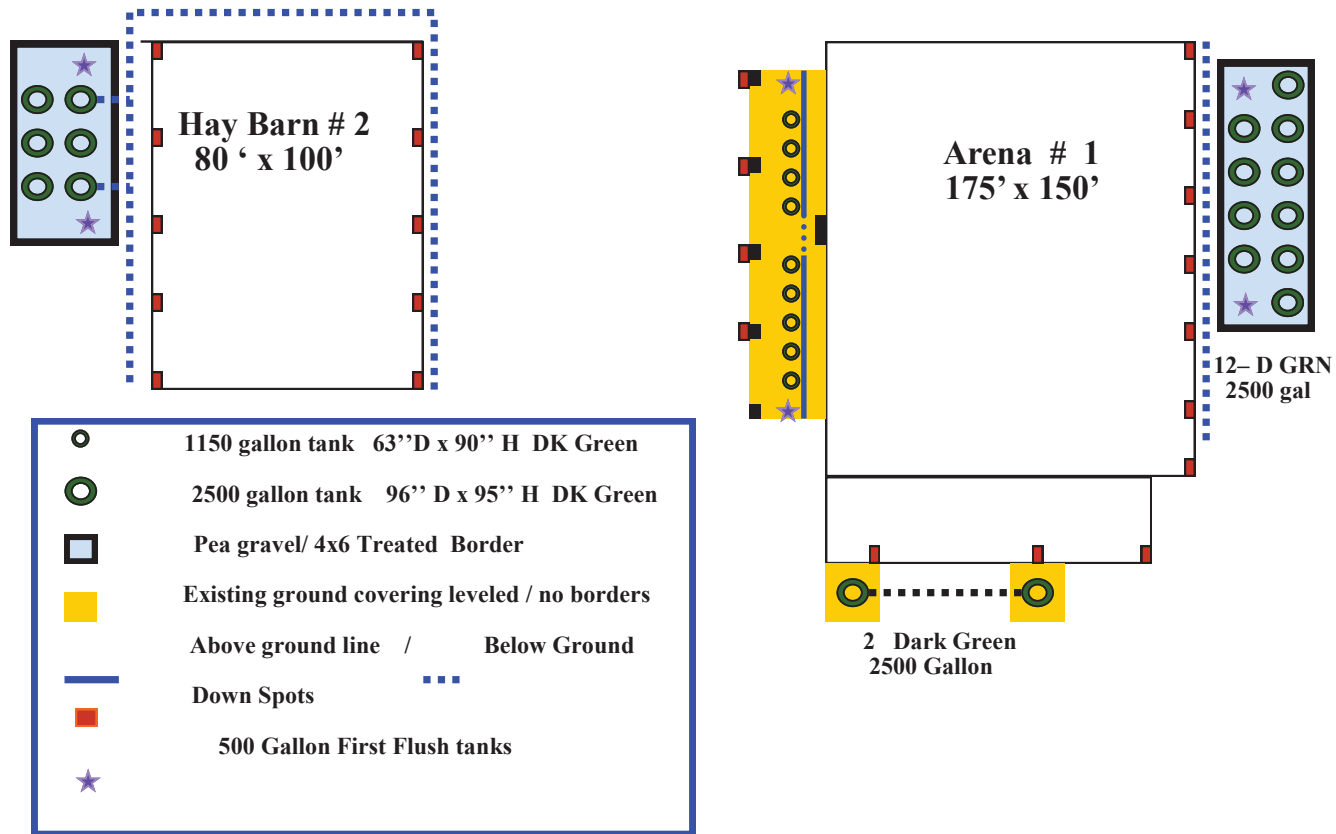 Hay Barn # 2
80 ‘ x 100’
Arena # 1
175’ x 150’
12– D GRN
2500 gal
1150 gallon tank 63’’D x 90’’ H DK Green
2500 gallon tank 96’’ D x 95’’ H DK Green
Pea gravel/ 4x6 Treated Border
Existing ground covering leveled / no borders
Above ground line / Below Ground
Down Spots
500 Gallon First Flush tanks
2 Dark Green
2500 Gallon